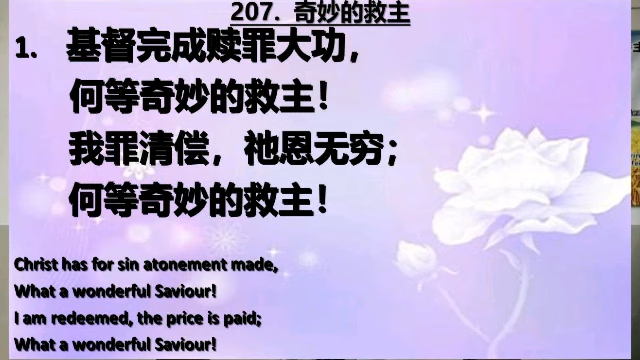 207. 奇妙的救主
1. 基督完成赎罪大功，
何等奇妙的救主！
我罪清偿，祂恩无穷；
何等奇妙的救主！
Christ has for sin atonement made,
What a wonderful Saviour!
I am redeemed, the price is paid;
What a wonderful Saviour!